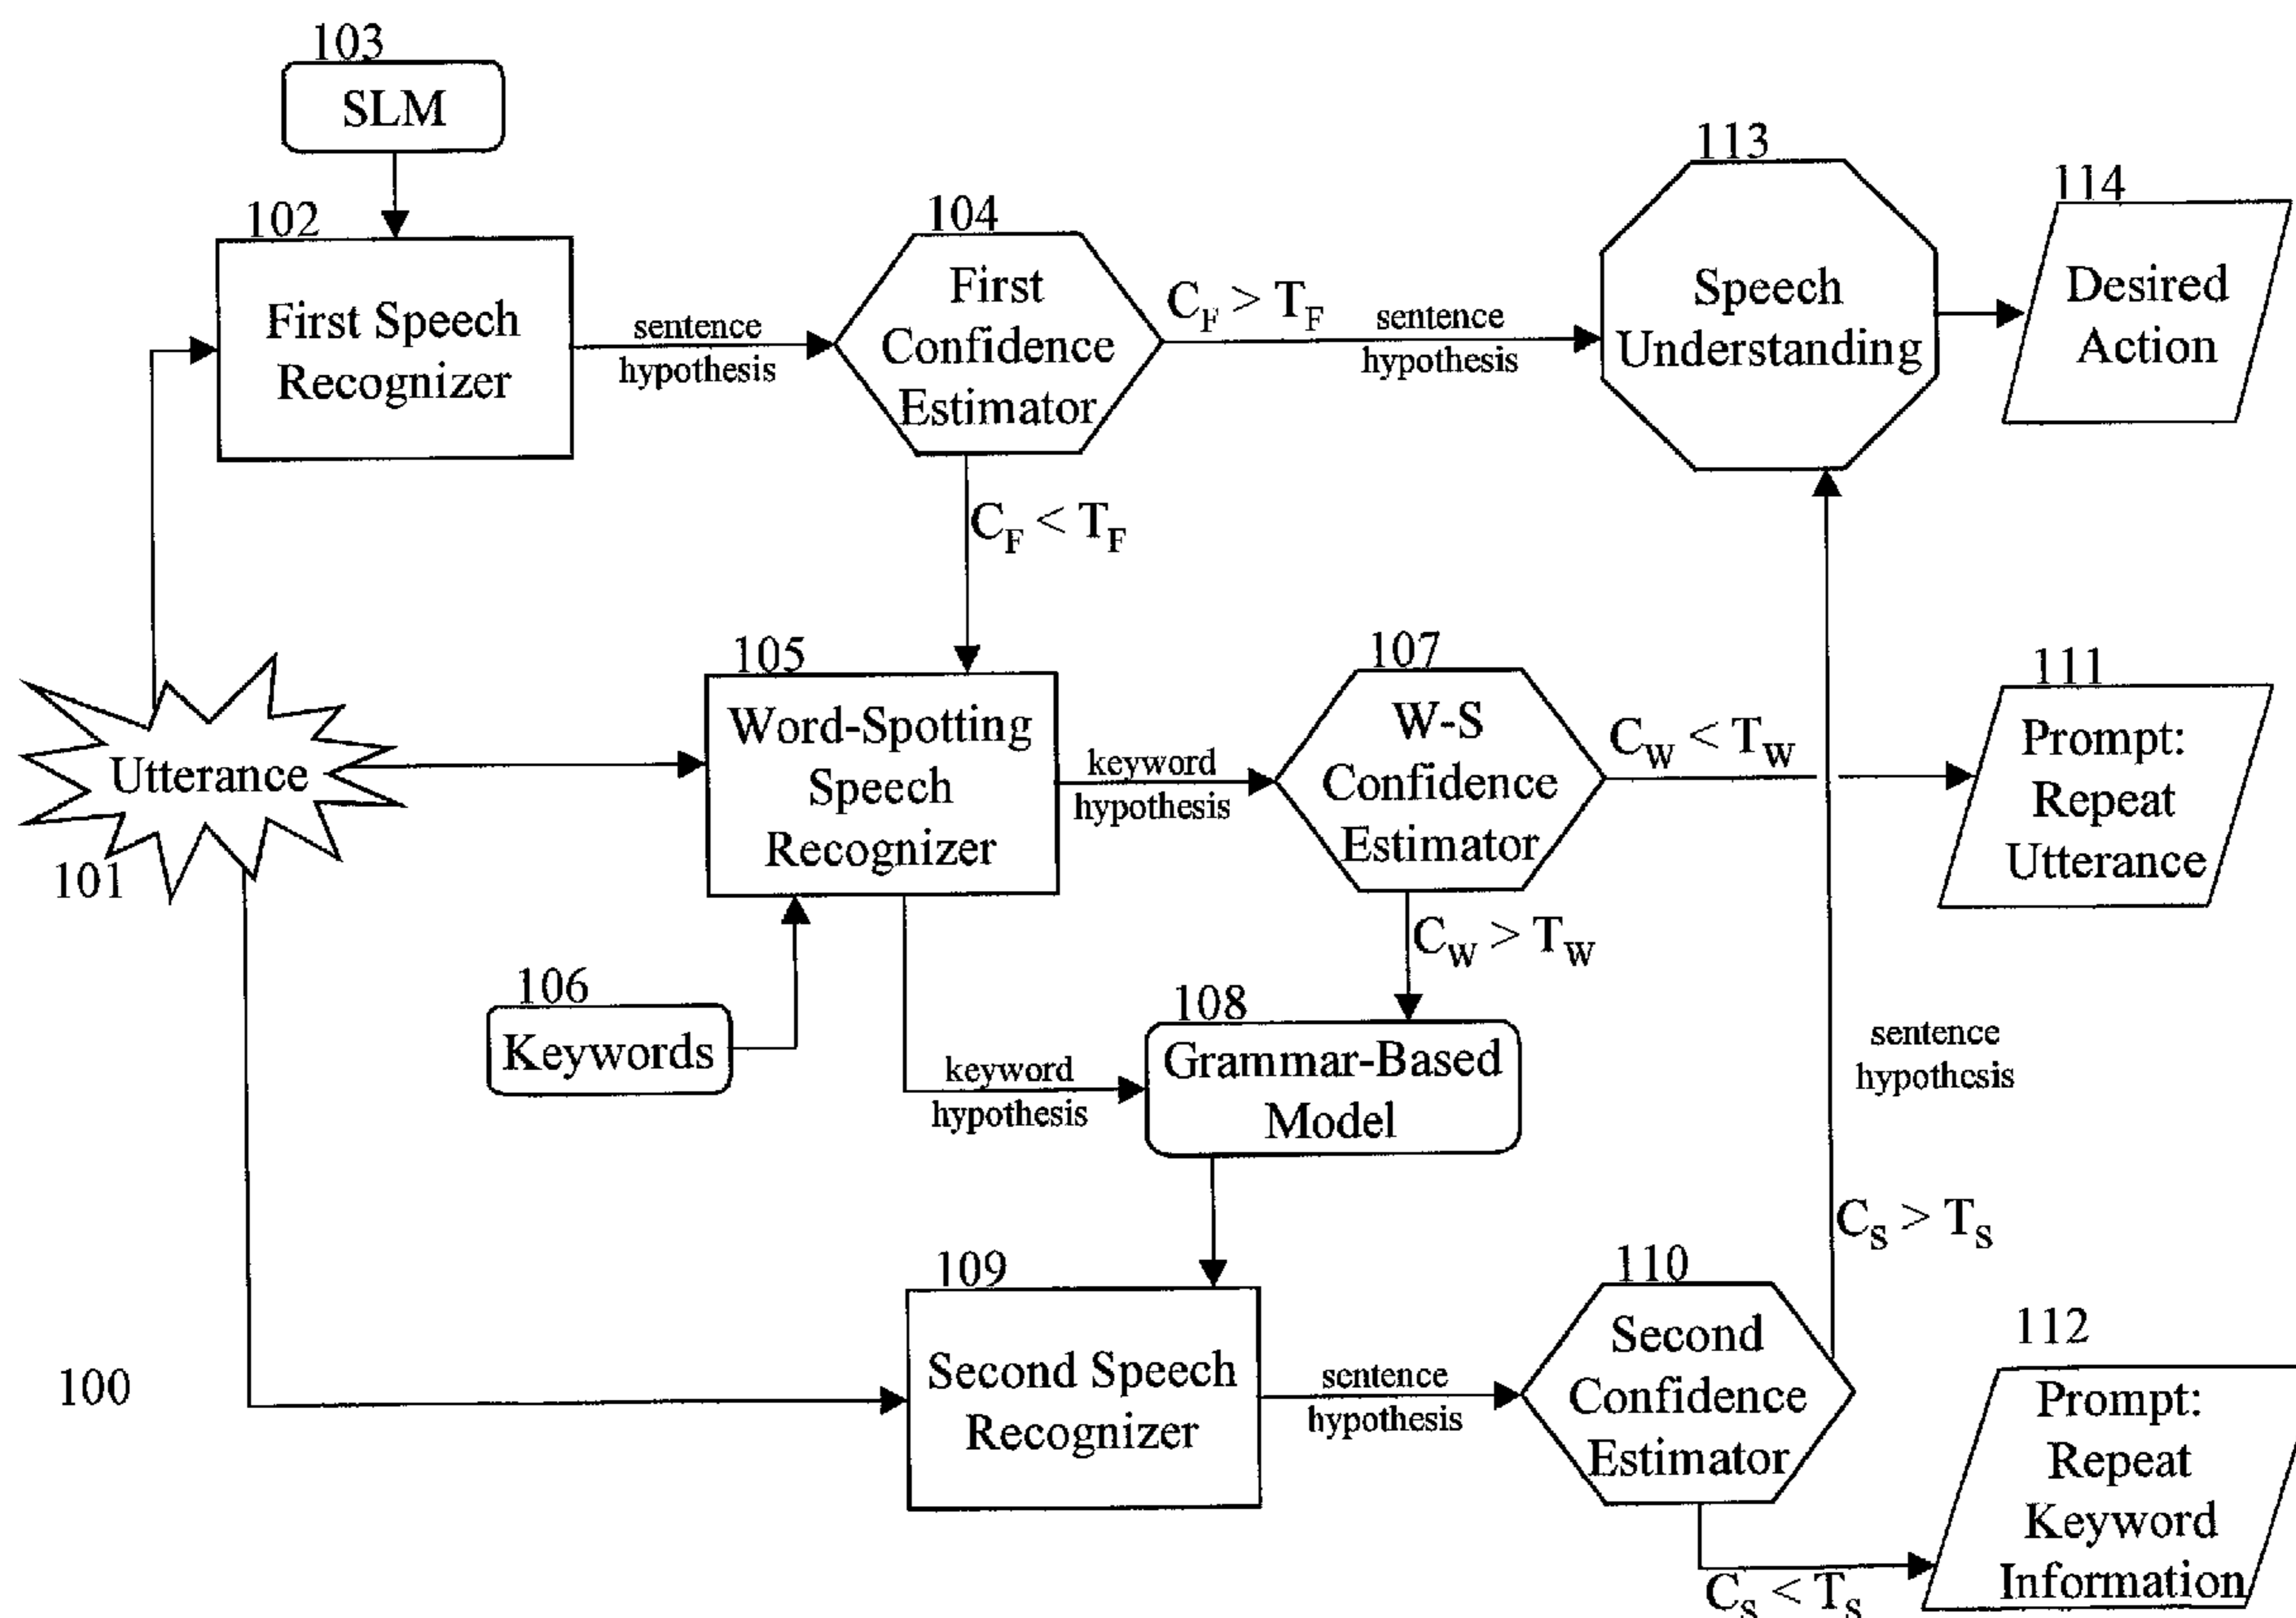 103
SLM
102
First Speech
Recognizer
sentence
hypothesis
104
First
Confidence
Estimator
C_F > T_F
sentence
hypothesis
113
Speech
Understanding
114
Desired
Action
C_F < T_F
Utterance
101
105
Word-Spotting
Speech
Recognizer
keyword
hypothesis
107
W-S
Confidence
Estimator
C_W < T_W
111
Prompt:
Repeat
Utterance
C_W > T_W
106
Keywords
keyword
hypothesis
108
Grammar-Based
Model
sentence
hypothesis
C_S > T_S
100
109
Second Speech
Recognizer
sentence
hypothesis
110
Second
Confidence
Estimator
C_S < T_S
112
Prompt:
Repeat
Keyword
Information